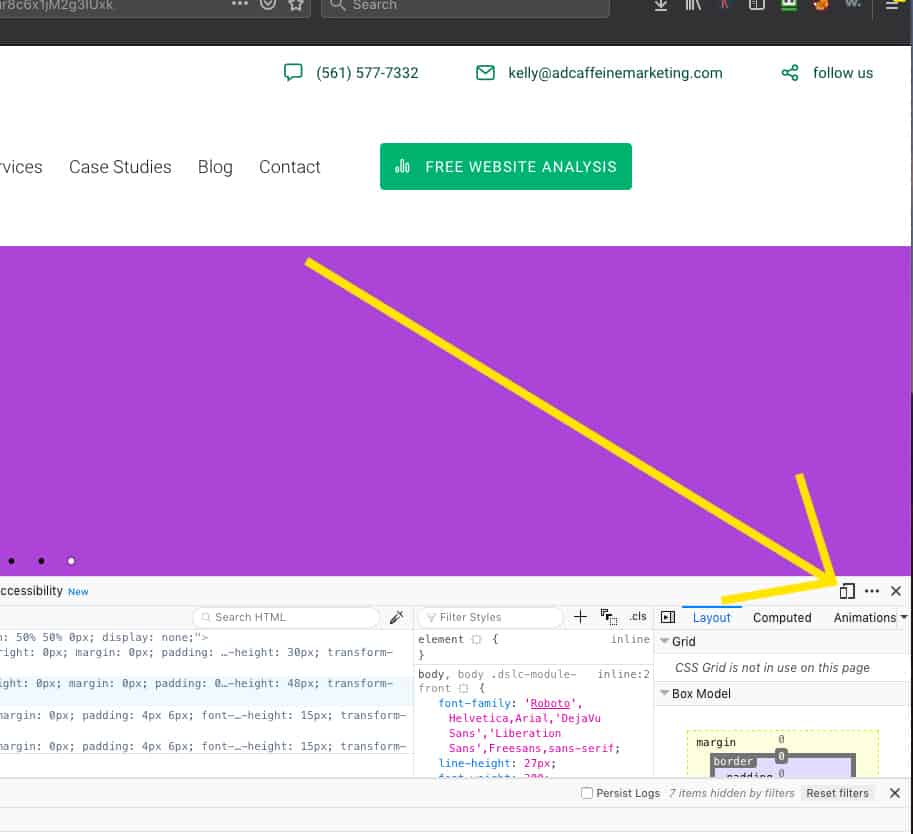 Search
(561) 577-7332 kelly@adcaffeinemarketing.com follow us
rvices Case Studies Blog Contact FREE WEBSITE ANALYSIS
ccessibility New
Search HTML Filter Styles .cls Layout Computed Animations
n: 50% 50% 0px; display: none;">
right: 0px; margin: 0px; padding: …-height: 30px; transform-
ight: 0px; margin: 0px; padding: 0…-height: 48px; transform-
margin: 0px; padding: 4px 6px; font-…-height: 15px; transform-
margin: 0px; padding: 4px 6px; font-…-height: 15px; transform-
element { inline
}
body, body .dslc-module- inline:2
front {
font-family: 'Roboto',
Helvetica,Arial,'DejaVu
Sans','Liberation
Sans',Freesans,sans-serif;
line-height: 27px;
font-weight: 300;
Grid
CSS Grid is not in use on this page
Box Model
margin 0
border 0
padding 0
Persist Logs 7 items hidden by filters Reset filters